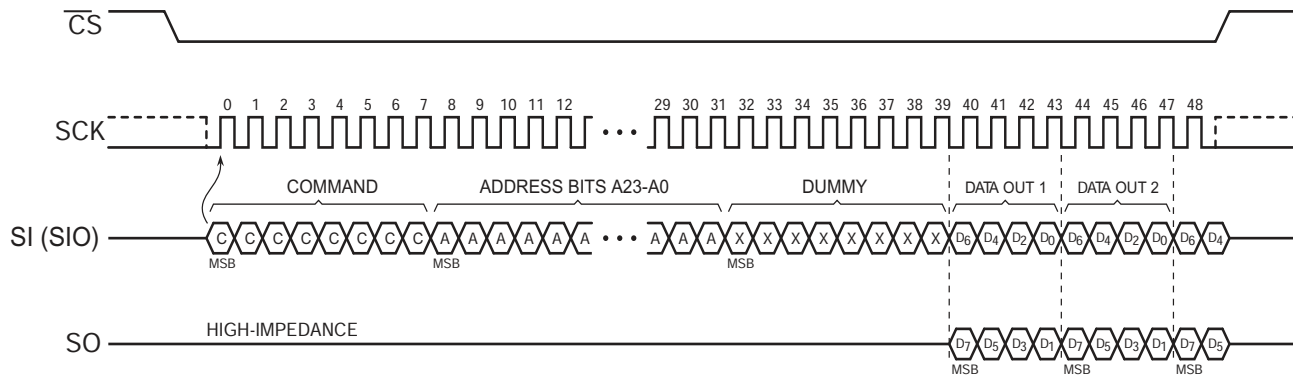 CS
0 1 2 3 4 5 6 7 8 9 10 11 12 29 30 31 32 33 34 35 36 37 38 39 40 41 42 43 44 45 46 47 48
SCK
COMMAND ADDRESS BITS A23-A0 DUMMY DATA OUT 1 DATA OUT 2
SI (SIO) C C C C C C C C A A A A A A A A A X X X X X X X X D6 D4 D2 D0 D6 D4 D2 D0 D6 D4
MSB MSB MSB
HIGH-IMPEDANCE
SO D7 D5 D3 D1 D7 D5 D3 D1 D7 D5
MSB MSB MSB